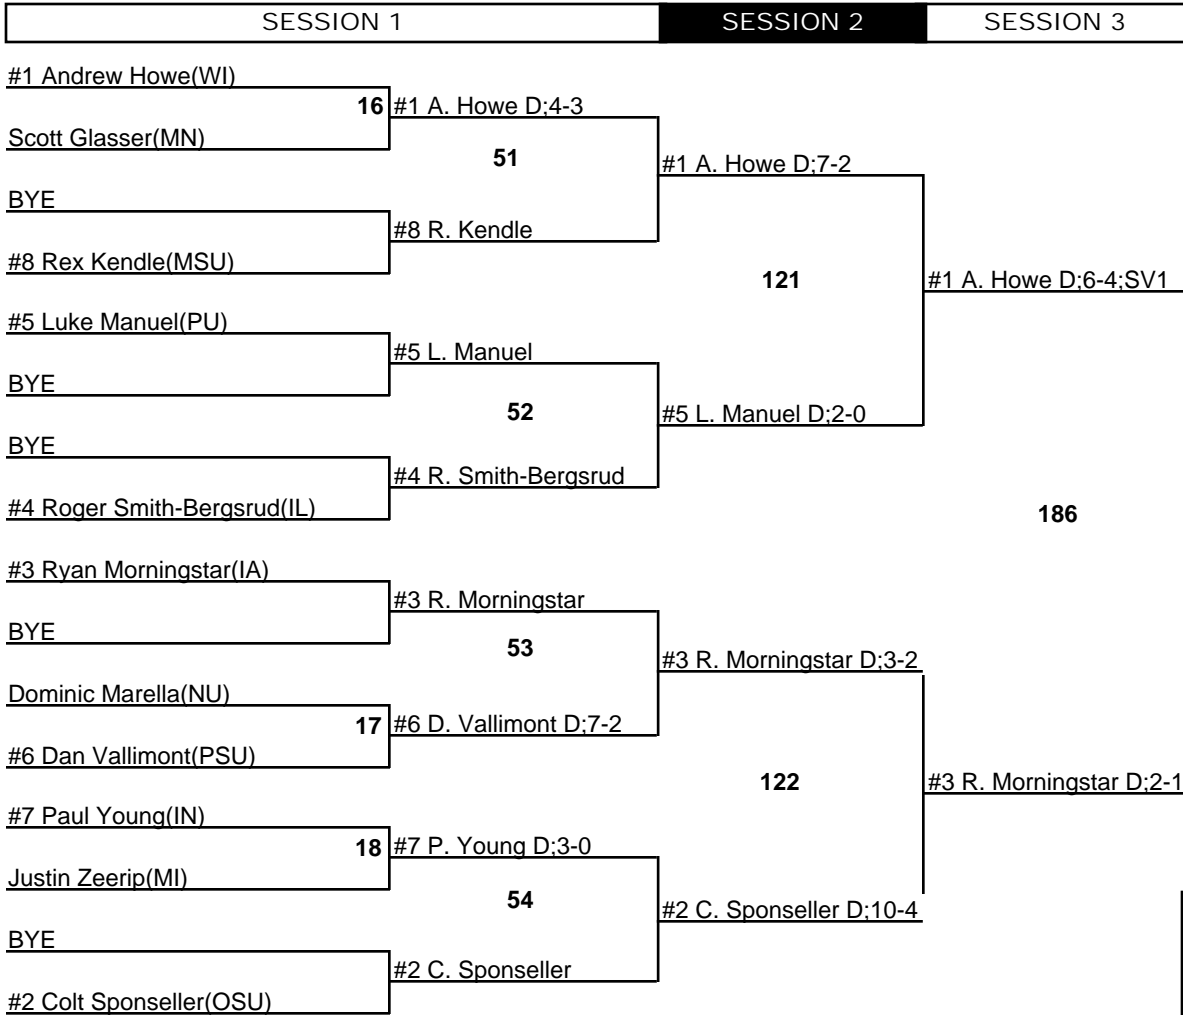 SESSION 1
SESSION 2
SESSION 3
#1 Andrew Howe(WI)
16
#1 A. Howe D;4-3
Scott Glasser(MN)
51
#1 A. Howe D;7-2
BYE
#8 R. Kendle
#8 Rex Kendle(MSU)
121
#1 A. Howe D;6-4;SV1
#5 Luke Manuel(PU)
#5 L. Manuel
BYE
52
#5 L. Manuel D;2-0
BYE
#4 R. Smith-Bergsrud
#4 Roger Smith-Bergsrud(IL)
186
#3 Ryan Morningstar(IA)
#3 R. Morningstar
BYE
53
#3 R. Morningstar D;3-2
Dominic Marella(NU)
17
#6 D. Vallimont D;7-2
#6 Dan Vallimont(PSU)
122
#3 R. Morningstar D;2-1
#7 Paul Young(IN)
18
#7 P. Young D;3-0
Justin Zeerip(MI)
54
#2 C. Sponseller D;10-4
BYE
#2 C. Sponseller
#2 Colt Sponseller(OSU)